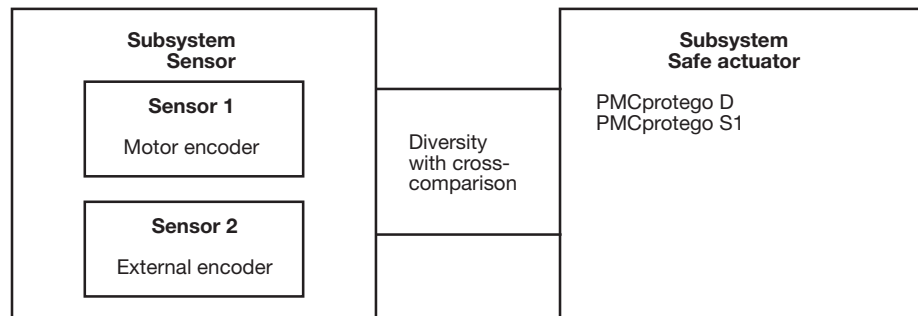 Subsystem
Sensor
Sensor 1
Motor encoder
Sensor 2
External encoder
Diversity
with cross-
comparison
Subsystem
Safe actuator
PMCprotego D
PMCprotego S1